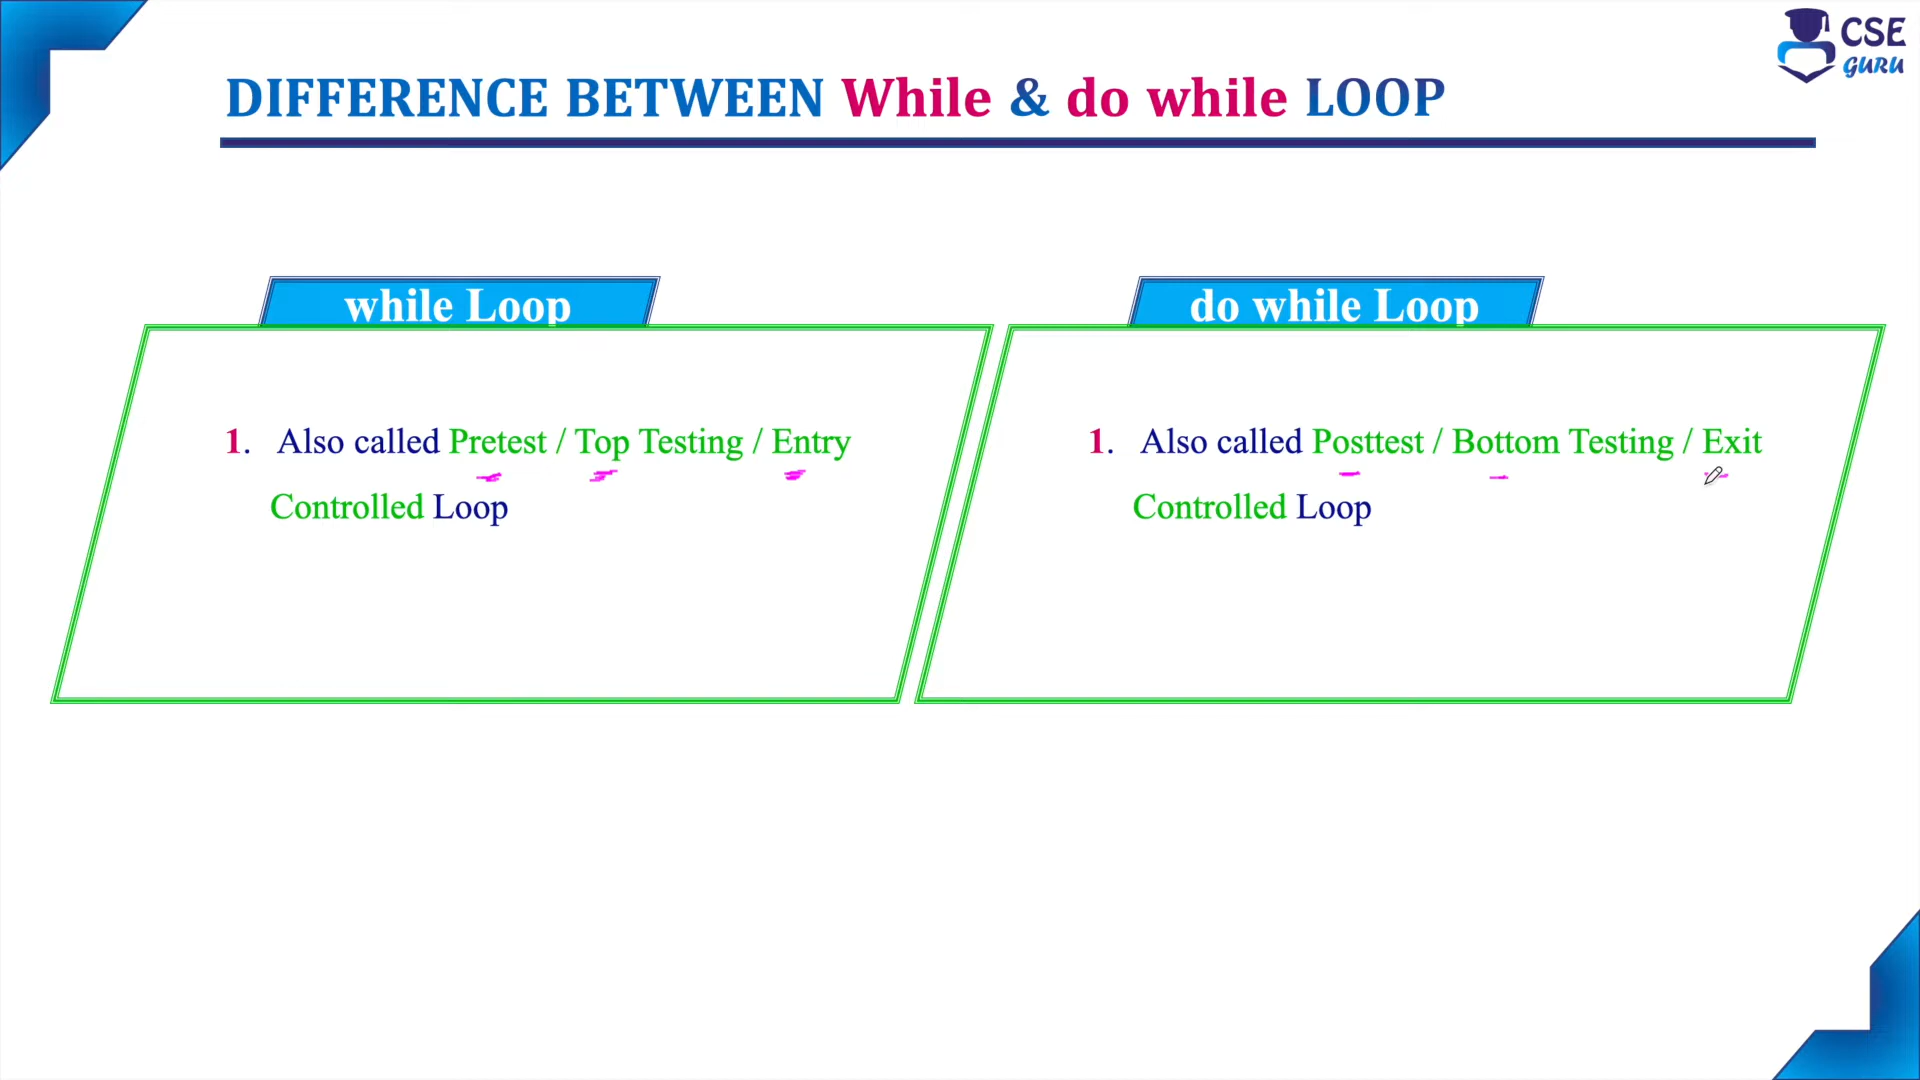 CSE
GURU
DIFFERENCE BETWEEN While & do while LOOP
while Loop
1. Also called Pretest / Top Testing / Entry
Controlled Loop
do while Loop
1. Also called Posttest / Bottom Testing / Exit
Controlled Loop